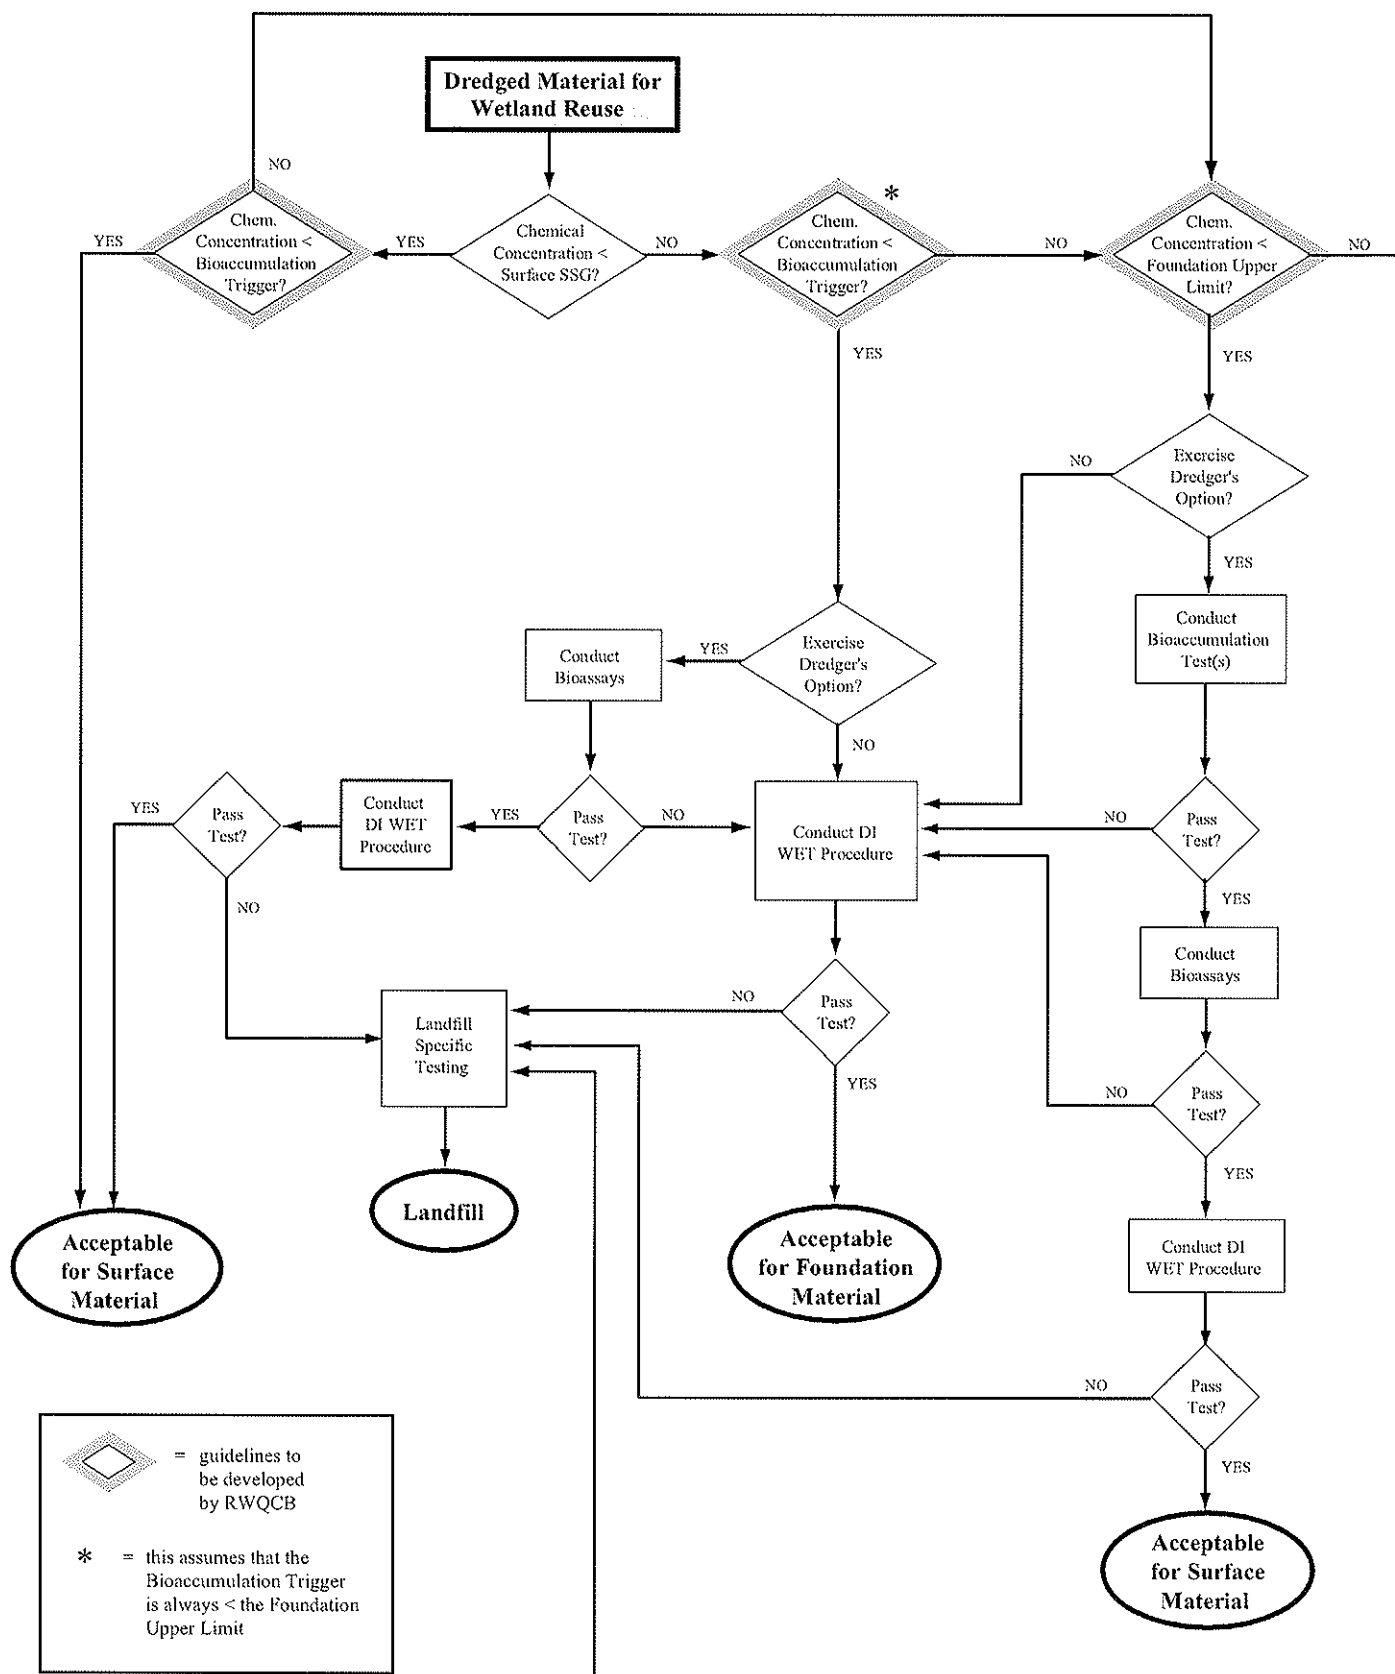 Dredged Material for
Wetland Reuse
NO
*
Chem.
Concentration <
Bioaccumulation
Trigger?
YES
YES
Chemical
Concentration <
Surface SSG?
NO
Chem.
Concentration <
Bioaccumulation
Trigger?
NO
Chem.
Concentration <
Foundation Upper
Limit?
NO
YES
YES
Exercise
Dredger's
Option?
NO
YES
Conduct
Bioaccumulation
Test(s)
Conduct
Bioassays
YES
Exercise
Dredger's
Option?
NO
YES
Pass
Test?
Conduct
DI WET
Procedure
YES
Pass
Test?
NO
Conduct DI
WET Procedure
NO
Pass
Test?
NO
YES
Conduct
Bioassays
Landfill
Specific
Testing
NO
Pass
Test?
YES
NO
Pass
Test?
YES
Landfill
Acceptable
for Surface
Material
Acceptable
for Foundation
Material
Conduct DI
WET Procedure
NO
Pass
Test?
YES
Acceptable
for Surface
Material
= guidelines to
be developed
by RWQCB
* = this assumes that the
Bioaccumulation Trigger
is always < the Foundation
Upper Limit